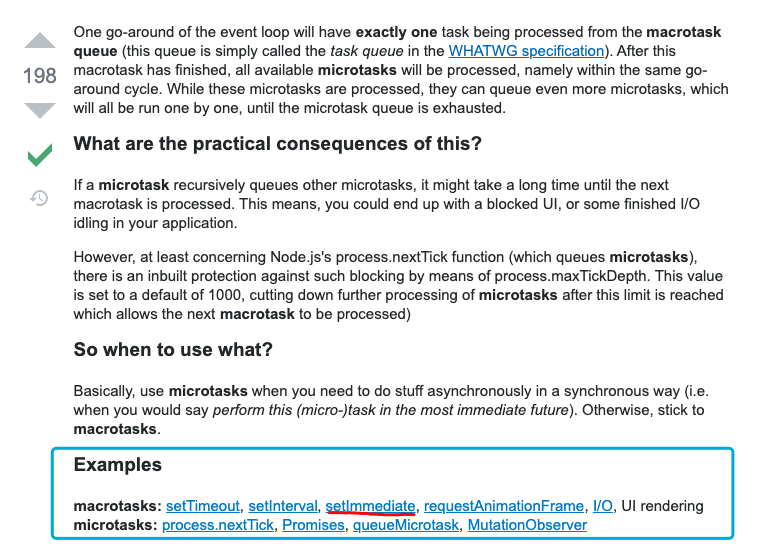 One go-around of the event loop will have exactly one task being processed from the macrotask
queue (this queue is simply called the task queue in the WHATWG specification). After this
macrotask has finished, all available microtasks will be processed, namely within the same go-
around cycle. While these microtasks are processed, they can queue even more microtasks, which
will all be run one by one, until the microtask queue is exhausted.
198
What are the practical consequences of this?
If a microtask recursively queues other microtasks, it might take a long time until the next
macrotask is processed. This means, you could end up with a blocked UI, or some finished I/O
idling in your application.
However, at least concerning Node.js's process.nextTick function (which queues microtasks),
there is an inbuilt protection against such blocking by means of process.maxTickDepth. This value
is set to a default of 1000, cutting down further processing of microtasks after this limit is reached
which allows the next macrotask to be processed)
So when to use what?
Basically, use microtasks when you need to do stuff asynchronously in a synchronous way (i.e.
when you would say perform this (micro-)task in the most immediate future). Otherwise, stick to
macrotasks.
Examples
macrotasks: setTimeout, setInterval, setImmediate, requestAnimationFrame, I/O, UI rendering
microtasks: process.nextTick, Promises, queueMicrotask, MutationObserver